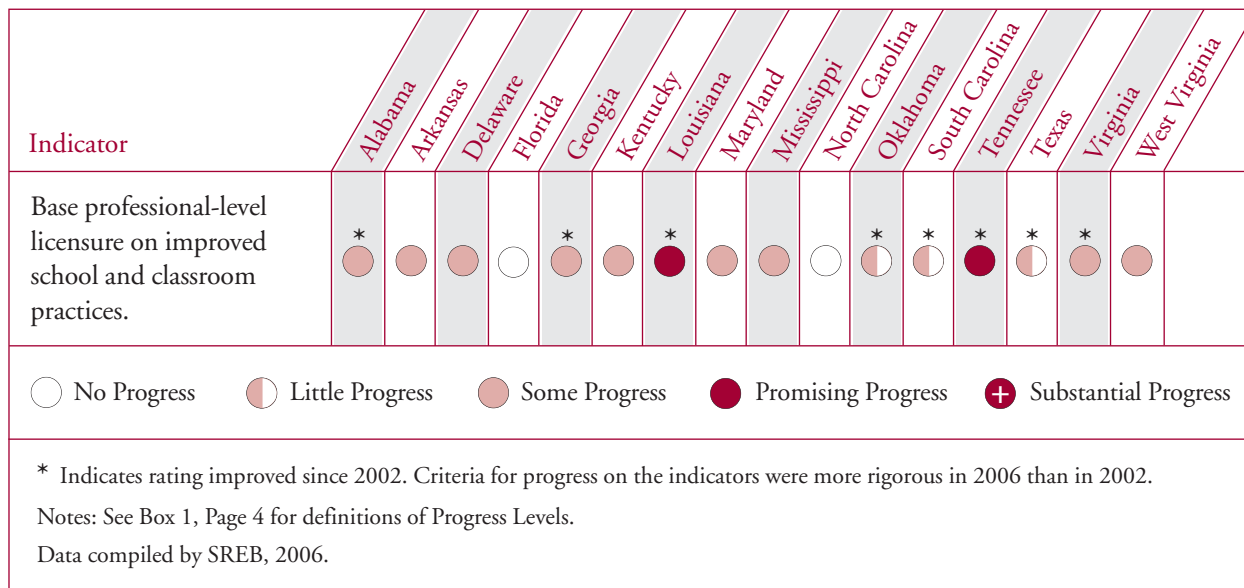 Indicator
Alabama
Arkansas
Delaware
Florida
Georgia
Kentucky
Louisiana
Maryland
Mississippi
North Carolina
Oklahoma
South Carolina
Tennessee
Texas
Virginia
West Virginia
Base professional-level
licensure on improved
school and classroom
practices.
* * * * * * * *
No Progress Little Progress Some Progress Promising Progress + Substantial Progress
* Indicates rating improved since 2002. Criteria for progress on the indicators were more rigorous in 2006 than in 2002.
Notes: See Box 1, Page 4 for definitions of Progress Levels.
Data compiled by SREB, 2006.